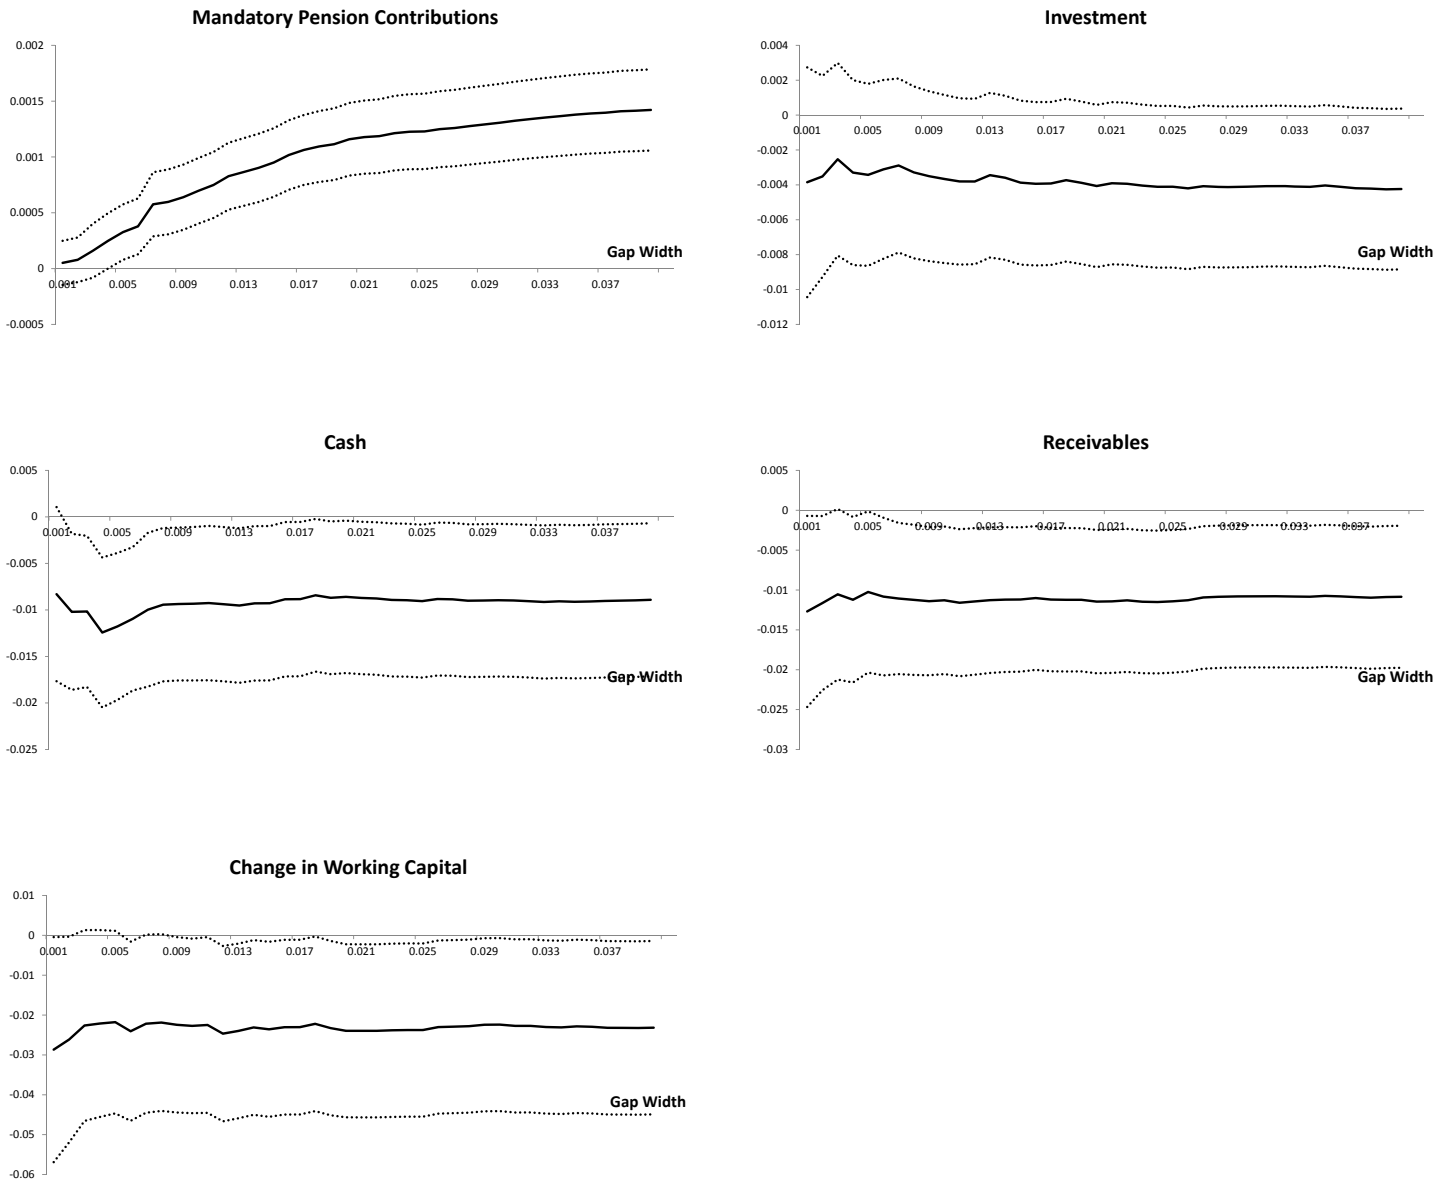 Mandatory Pension Contributions
0.002
0.0015
0.001
0.0005
0
-0.0005
0.001 0.005 0.009 0.013 0.017 0.021 0.025 0.029 0.033 0.037
Gap Width
Investment
0.004
0.002
0
-0.002
-0.004
-0.006
-0.008
-0.01
-0.012
0.001 0.005 0.009 0.013 0.017 0.021 0.025 0.029 0.033 0.037
Gap Width
Cash
0.005
0
-0.005
-0.01
-0.015
-0.02
-0.025
0.001 0.005 0.009 0.013 0.017 0.021 0.025 0.029 0.033 0.037
Gap Width
Receivables
0.005
0
-0.005
-0.01
-0.015
-0.02
-0.025
-0.03
0.001 0.005 0.009 0.013 0.017 0.021 0.025 0.029 0.033 0.037
Gap Width
Change in Working Capital
0.01
0
-0.01
-0.02
-0.03
-0.04
-0.05
-0.06
0.001 0.005 0.009 0.013 0.017 0.021 0.025 0.029 0.033 0.037
Gap Width